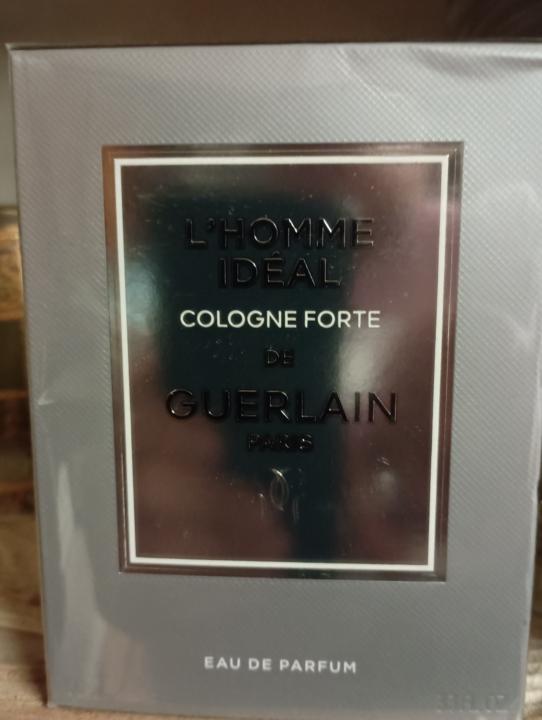 L'HOMME
IDÉAL
COLOGNE FORTE
DE
GUERLAIN
PARIS
EAU DE PARFUM